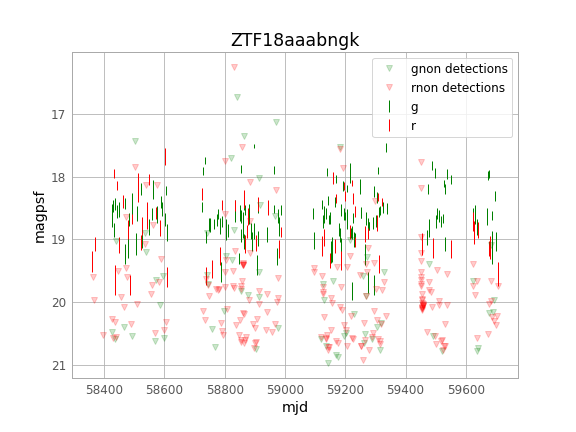 ZTF18aaabngk
gnon detections
rnon detections
g
r
17
18
19
20
21
magpsf
58400 58600 58800 59000 59200 59400 59600
mjd